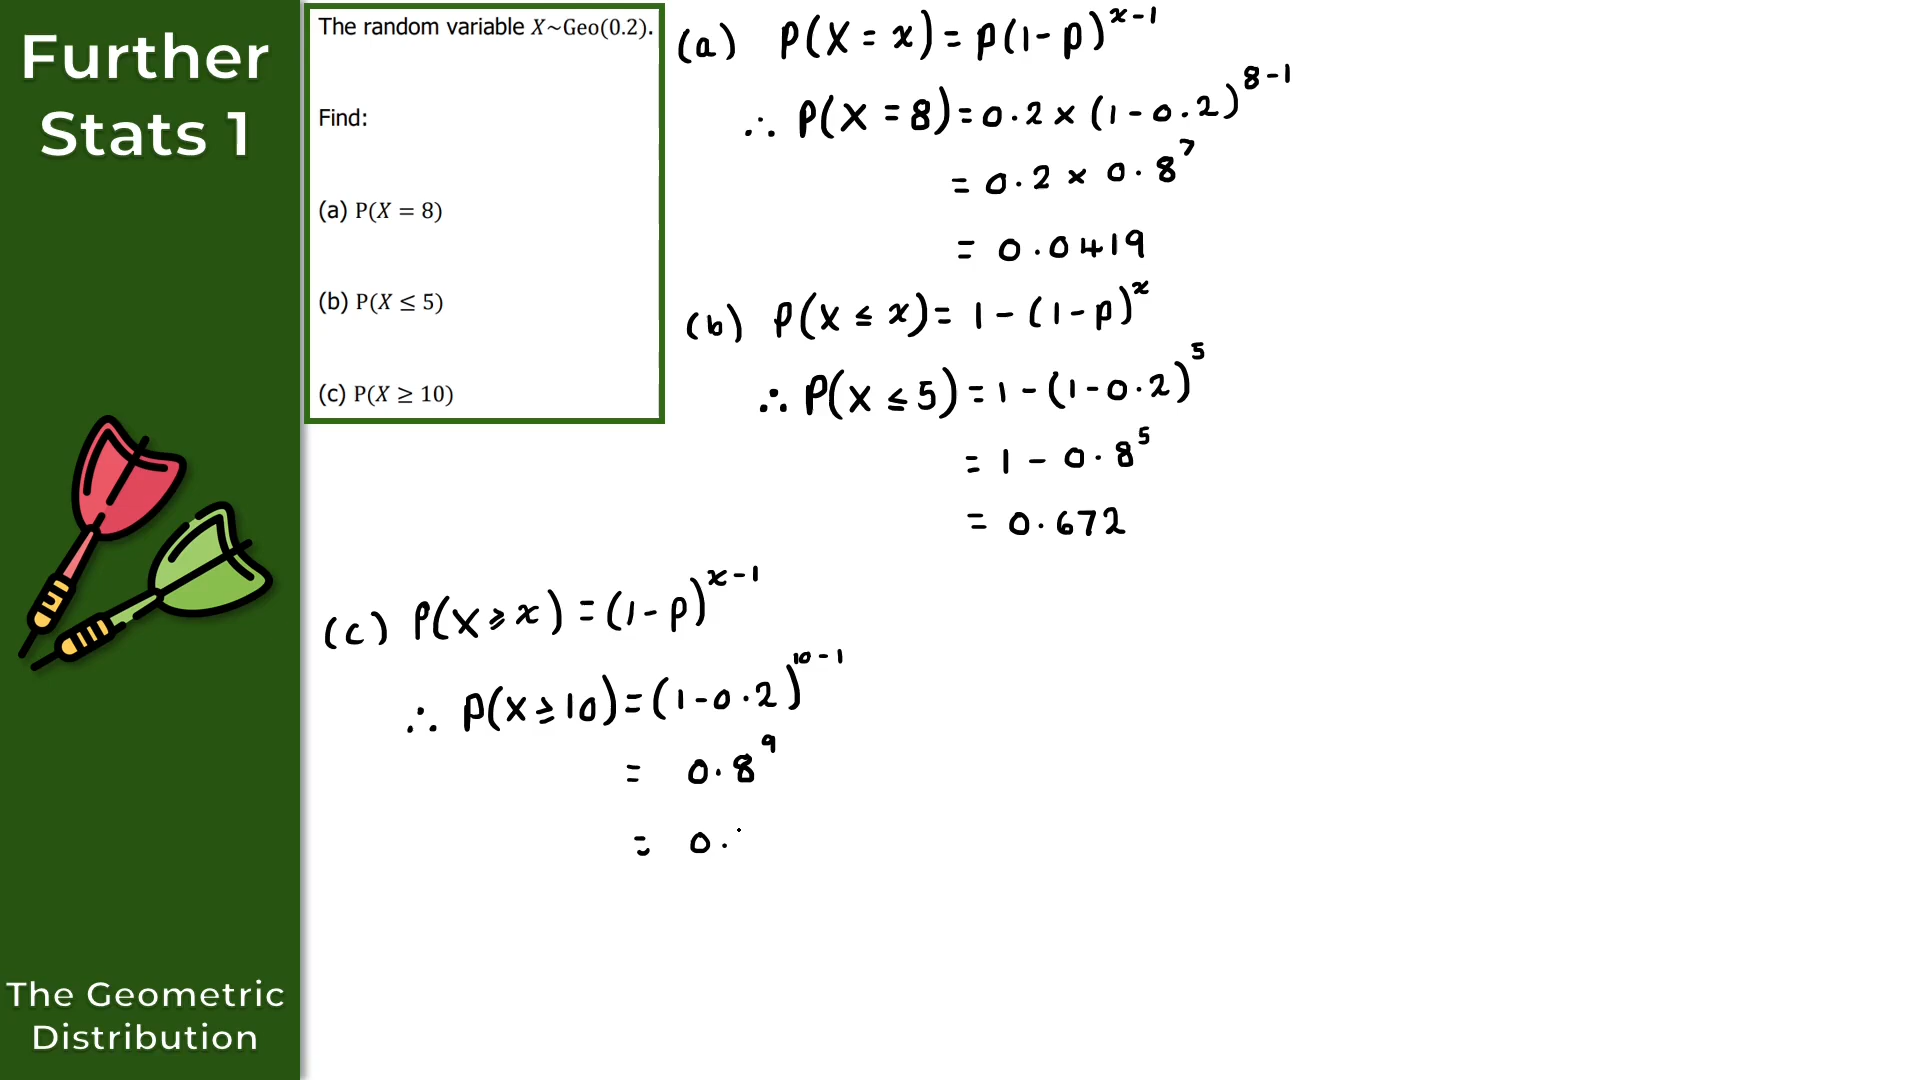 Further
Stats 1
The random variable X~Geo(0.2).
Find:
(a) P(X = 8)
(b) P(X ≤ 5)
(c) P(X ≥ 10)
(a) P(X = x) = p(1-p)^{x-1}
∴ P(X = 8) = 0.2 × (1-0.2)^{8-1}
= 0.2 × 0.8^7
= 0.0419
(b) P(X ≤ x) = 1 - (1-p)^x
∴ P(X ≤ 5) = 1 - (1-0.2)^5
= 1 - 0.8^5
= 0.672
(c) P(X ≥ x) = (1-p)^{x-1}
∴ P(X ≥ 10) = (1-0.2)^{10-1}
= 0.8^9
= 0.
The Geometric
Distribution